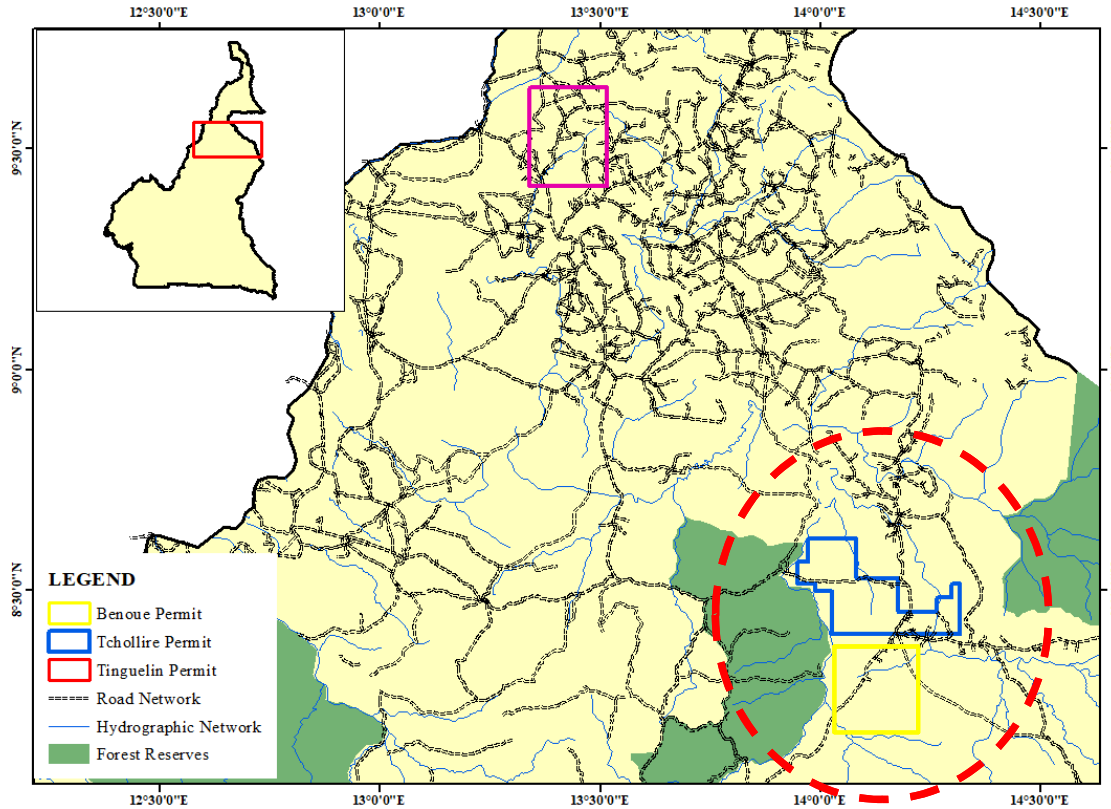 12°30'0"E 13°0'0"E 13°30'0"E 14°0'0"E 14°30'0"E
9°30'0"N
9°0'0"N
8°30'0"N
LEGEND
Benoue Permit
Tchollire Permit
Tinguelin Permit
Road Network
Hydrographic Network
Forest Reserves
12°30'0"E 13°0'0"E 13°30'0"E 14°0'0"E 14°30'0"E